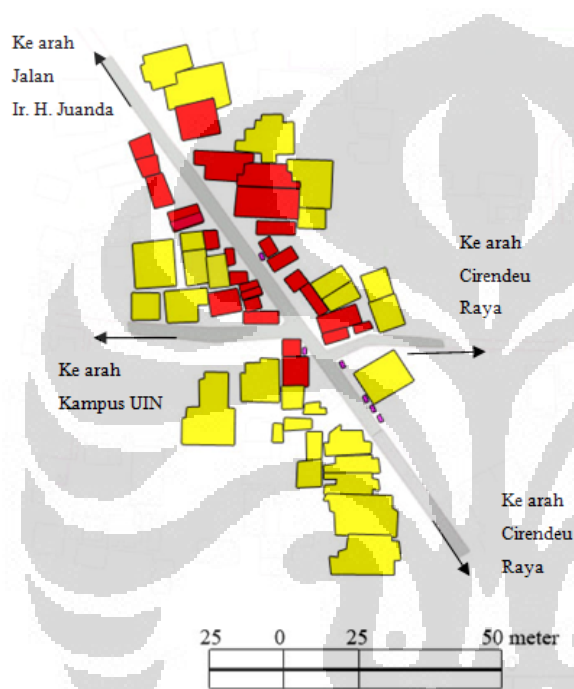 Ke arah
Jalan
Ir. H. Juanda
Ke arah
Cirendeu
Raya
Ke arah
Kampus UIN
Ke arah
Cirendeu
Raya
25 0 25 50 meter